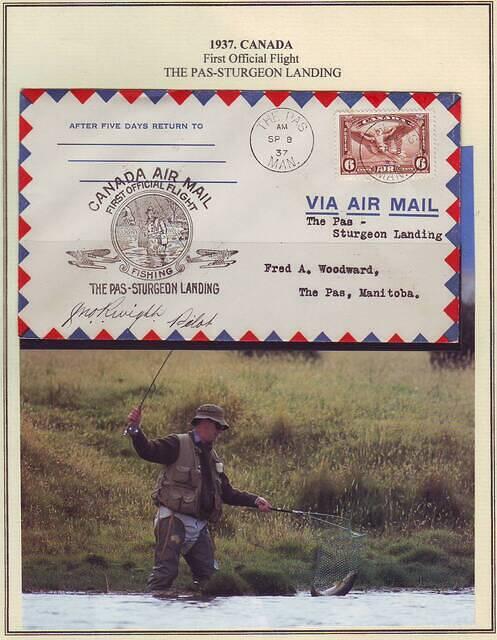 1937. CANADA
First Official Flight
THE PAS-STURGEON LANDING
AFTER FIVE DAYS RETURN TO
THE PAS
AM
SP 8
37
MAN.
CANADA
6 AIR 6
CANADA AIR MAIL
FIRST OFFICIAL FLIGHT
FISHING
THE PAS-STURGEON LANDING
VIA AIR MAIL
The Pas -
Sturgeon Landing
Fred A. Woodward,
The Pas, Manitoba.
Pilot